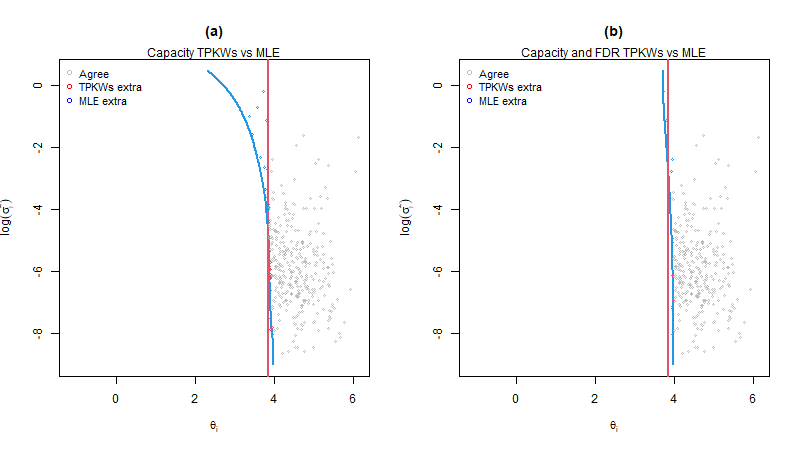 (a)
Capacity TPKWs vs MLE
Agree
TPKWs extra
MLE extra
0
-2
-4
-6
-8
log(σᵢ)
0 2 4 6
θᵢ
(b)
Capacity and FDR TPKWs vs MLE
Agree
TPKWs extra
MLE extra
0
-2
-4
-6
-8
log(σᵢ)
0 2 4 6
θᵢ